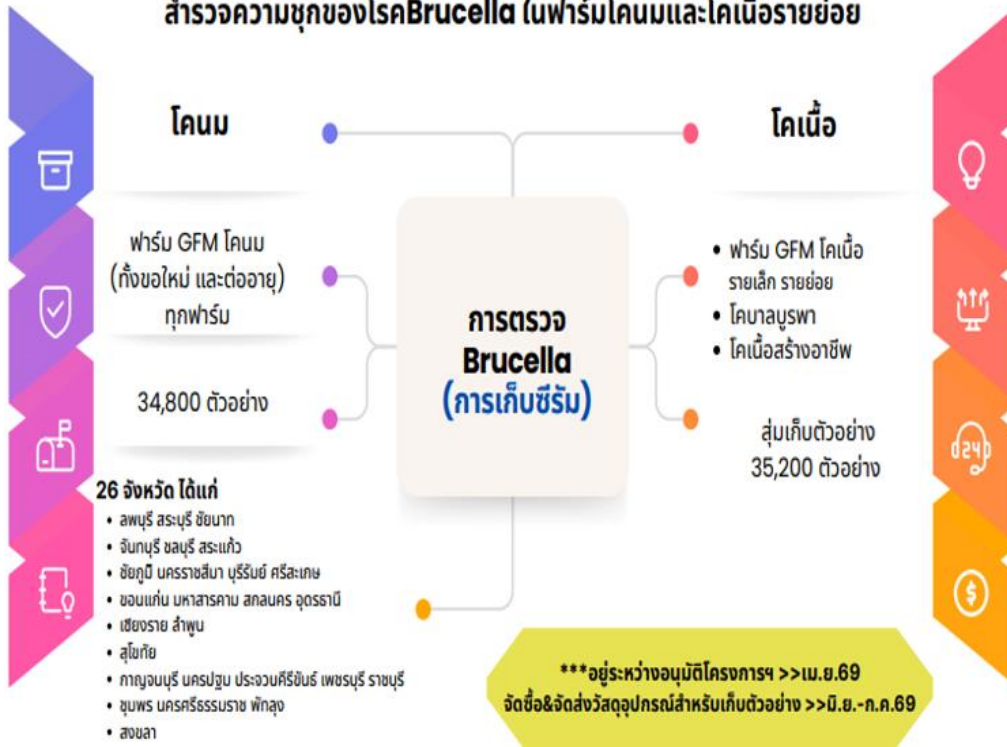 สำรวจความชุกของโรคBrucella ในฟาร์มโคนมและโคเนื้อรายย่อย
โคนม
ฟาร์ม GFM โคนม
(ทั้งขอใหม่ และต่ออายุ)
ทุกฟาร์ม
34,800 ตัวอย่าง
26 จังหวัด ได้แก่
• ลพบุรี สระบุรี ชัยนาท
• จันทบุรี ชลบุรี สระแก้ว
• ชัยภูมิ นครราชสีมา บุรีรัมย์ ศรีสะเกษ
• ขอนแก่น มหาสารคาม สกลนคร อุดรธานี
• เชียงราย ลำพูน
• สุโขทัย
• กาญจนบุรี นครปฐม ประจวบคีรีขันธ์ เพชรบุรี ราชบุรี
• ชุมพร นครศรีธรรมราช พัทลุง
• สงขลา
การตรวจ
Brucella
(การเก็บซีรัม)
โคเนื้อ
• ฟาร์ม GFM โคเนื้อ
รายเล็ก รายย่อย
• โคบาลบูรพา
• โคเนื้อสร้างอาชีพ
สุ่มเก็บตัวอย่าง
35,200 ตัวอย่าง
24
$
***อยู่ระหว่างอนุมัติโครงการฯ >>เม.ย.69
จัดซื้อ&จัดส่งวัสดุอุปกรณ์สำหรับเก็บตัวอย่าง >>มิ.ย.-ก.ค.69